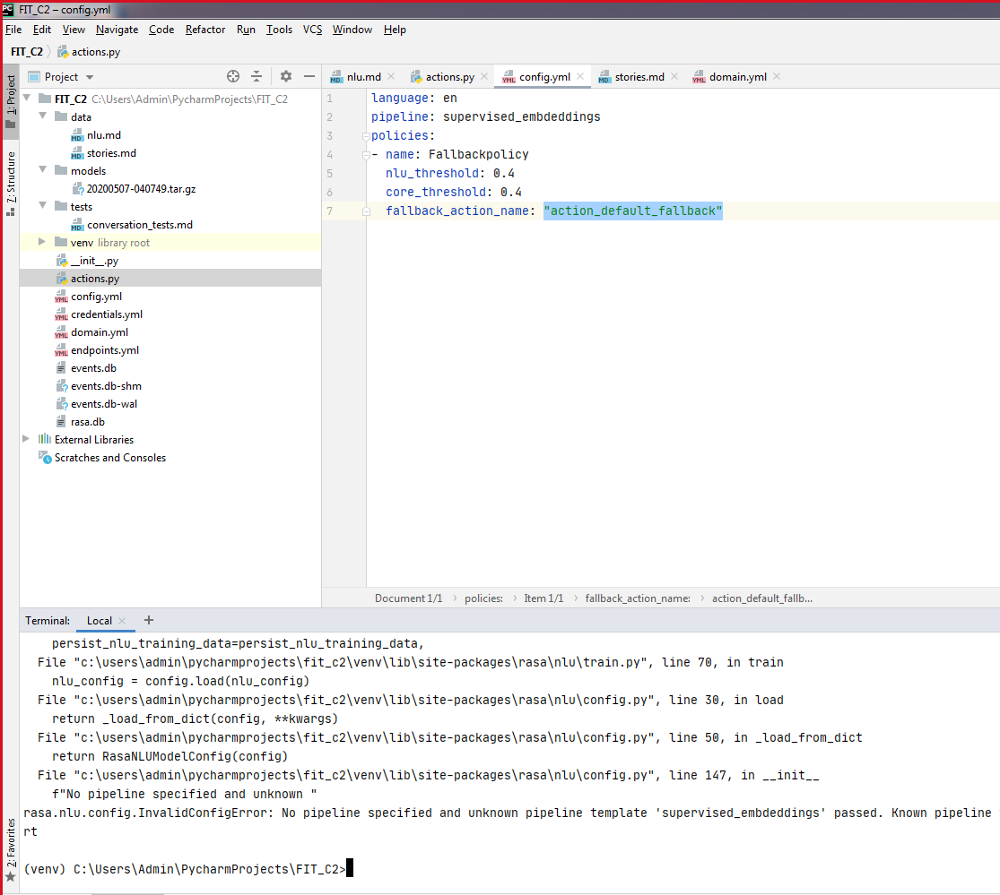 PC FIT_C2 – config.yml
File Edit View Navigate Code Refactor Run Tools VCS Window Help
FIT_C2 actions.py
Project
nlu.md actions.py config.yml stories.md domain.yml
1: Project
7: Structure
2: Favorites
FIT_C2 C:\Users\Admin\PycharmProjects\FIT_C2
data
MD nlu.md
MD stories.md
models
20200507-040749.tar.gz
tests
MD conversation_tests.md
venv library root
__init__.py
actions.py
YML config.yml
YML credentials.yml
YML domain.yml
YML endpoints.yml
events.db
events.db-shm
events.db-wal
rasa.db
External Libraries
Scratches and Consoles
1 language: en
2 pipeline: supervised_embdeddings
3 policies:
4 - name: Fallbackpolicy
5 nlu_threshold: 0.4
6 core_threshold: 0.4
7 fallback_action_name: "action_default_fallback"
Document 1/1 › policies: › Item 1/1 › fallback_action_name: › action_default_fallb...
Terminal: Local × +
persist_nlu_training_data=persist_nlu_training_data,
File "c:\users\admin\pycharmprojects\fit_c2\venv\lib\site-packages\rasa\nlu\train.py", line 70, in train
nlu_config = config.load(nlu_config)
File "c:\users\admin\pycharmprojects\fit_c2\venv\lib\site-packages\rasa\nlu\config.py", line 30, in load
return _load_from_dict(config, **kwargs)
File "c:\users\admin\pycharmprojects\fit_c2\venv\lib\site-packages\rasa\nlu\config.py", line 50, in _load_from_dict
return RasaNLUModelConfig(config)
File "c:\users\admin\pycharmprojects\fit_c2\venv\lib\site-packages\rasa\nlu\config.py", line 147, in __init__
f"No pipeline specified and unknown "
rasa.nlu.config.InvalidConfigError: No pipeline specified and unknown pipeline template 'supervised_embdeddings' passed. Known pipeline
rt
(venv) C:\Users\Admin\PycharmProjects\FIT_C2>